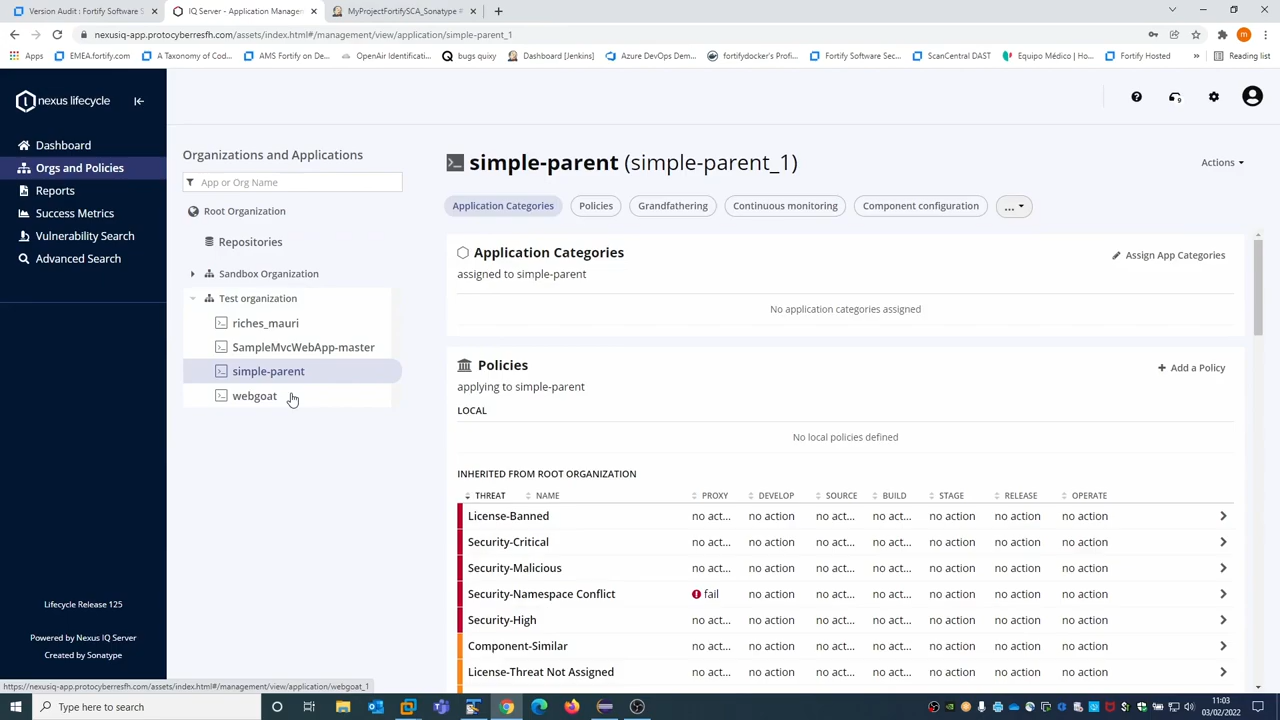 Version Audit : Fortify Software S
IQ Server - Application Managem
MyProjectFortifySCA_Sonatype #
nexusiq-app.protocyberresfh.com/assets/index.html#/management/view/application/simple-parent_1
m
Apps
EMEA.fortify.com
A Taxonomy of Cod...
AMS Fortify on De...
OpenAir Identificati...
bugs quixy
Dashboard [Jenkins]
Azure DevOps Dem...
fortifydocker's Profi...
Fortify Software Sec...
ScanCentral DAST
Equipo Médico | Ho...
Fortify Hosted
»
Reading list
nexus lifecycle
9
Dashboard
Orgs and Policies
Reports
Success Metrics
Vulnerability Search
Advanced Search
Lifecycle Release 125
Powered by Nexus IQ Server
Created by Sonatype
Organizations and Applications
App or Org Name
Root Organization
Repositories
Sandbox Organization
Test organization
riches_mauri
SampleMvcWebApp-master
simple-parent
webgoat
simple-parent (simple-parent_1)
Actions
Application Categories
Policies
Grandfathering
Continuous monitoring
Component configuration
...
Application Categories
Assign App Categories
assigned to simple-parent
No application categories assigned
Policies
Add a Policy
applying to simple-parent
LOCAL
No local policies defined
INHERITED FROM ROOT ORGANIZATION
THREAT NAME PROXY DEVELOP SOURCE BUILD STAGE RELEASE OPERATE
License-Banned no act... no action no act... no act... no action no action no action
Security-Critical no act... no action no act... no act... no action no action no action
Security-Malicious no act... no action no act... no act... no action no action no action
Security-Namespace Conflict fail no action no act... no act... no action no action no action
Security-High no act... no action no act... no act... no action no action no action
Component-Similar no act... no action no act... no act... no action no action no action
License-Threat Not Assigned no act... no action no act... no act... no action no action no action
https://nexusiq-app.protocyberresfh.com/assets/index.html#/management/view/application/webgoat_1
Type here to search
11:03
03/02/2022